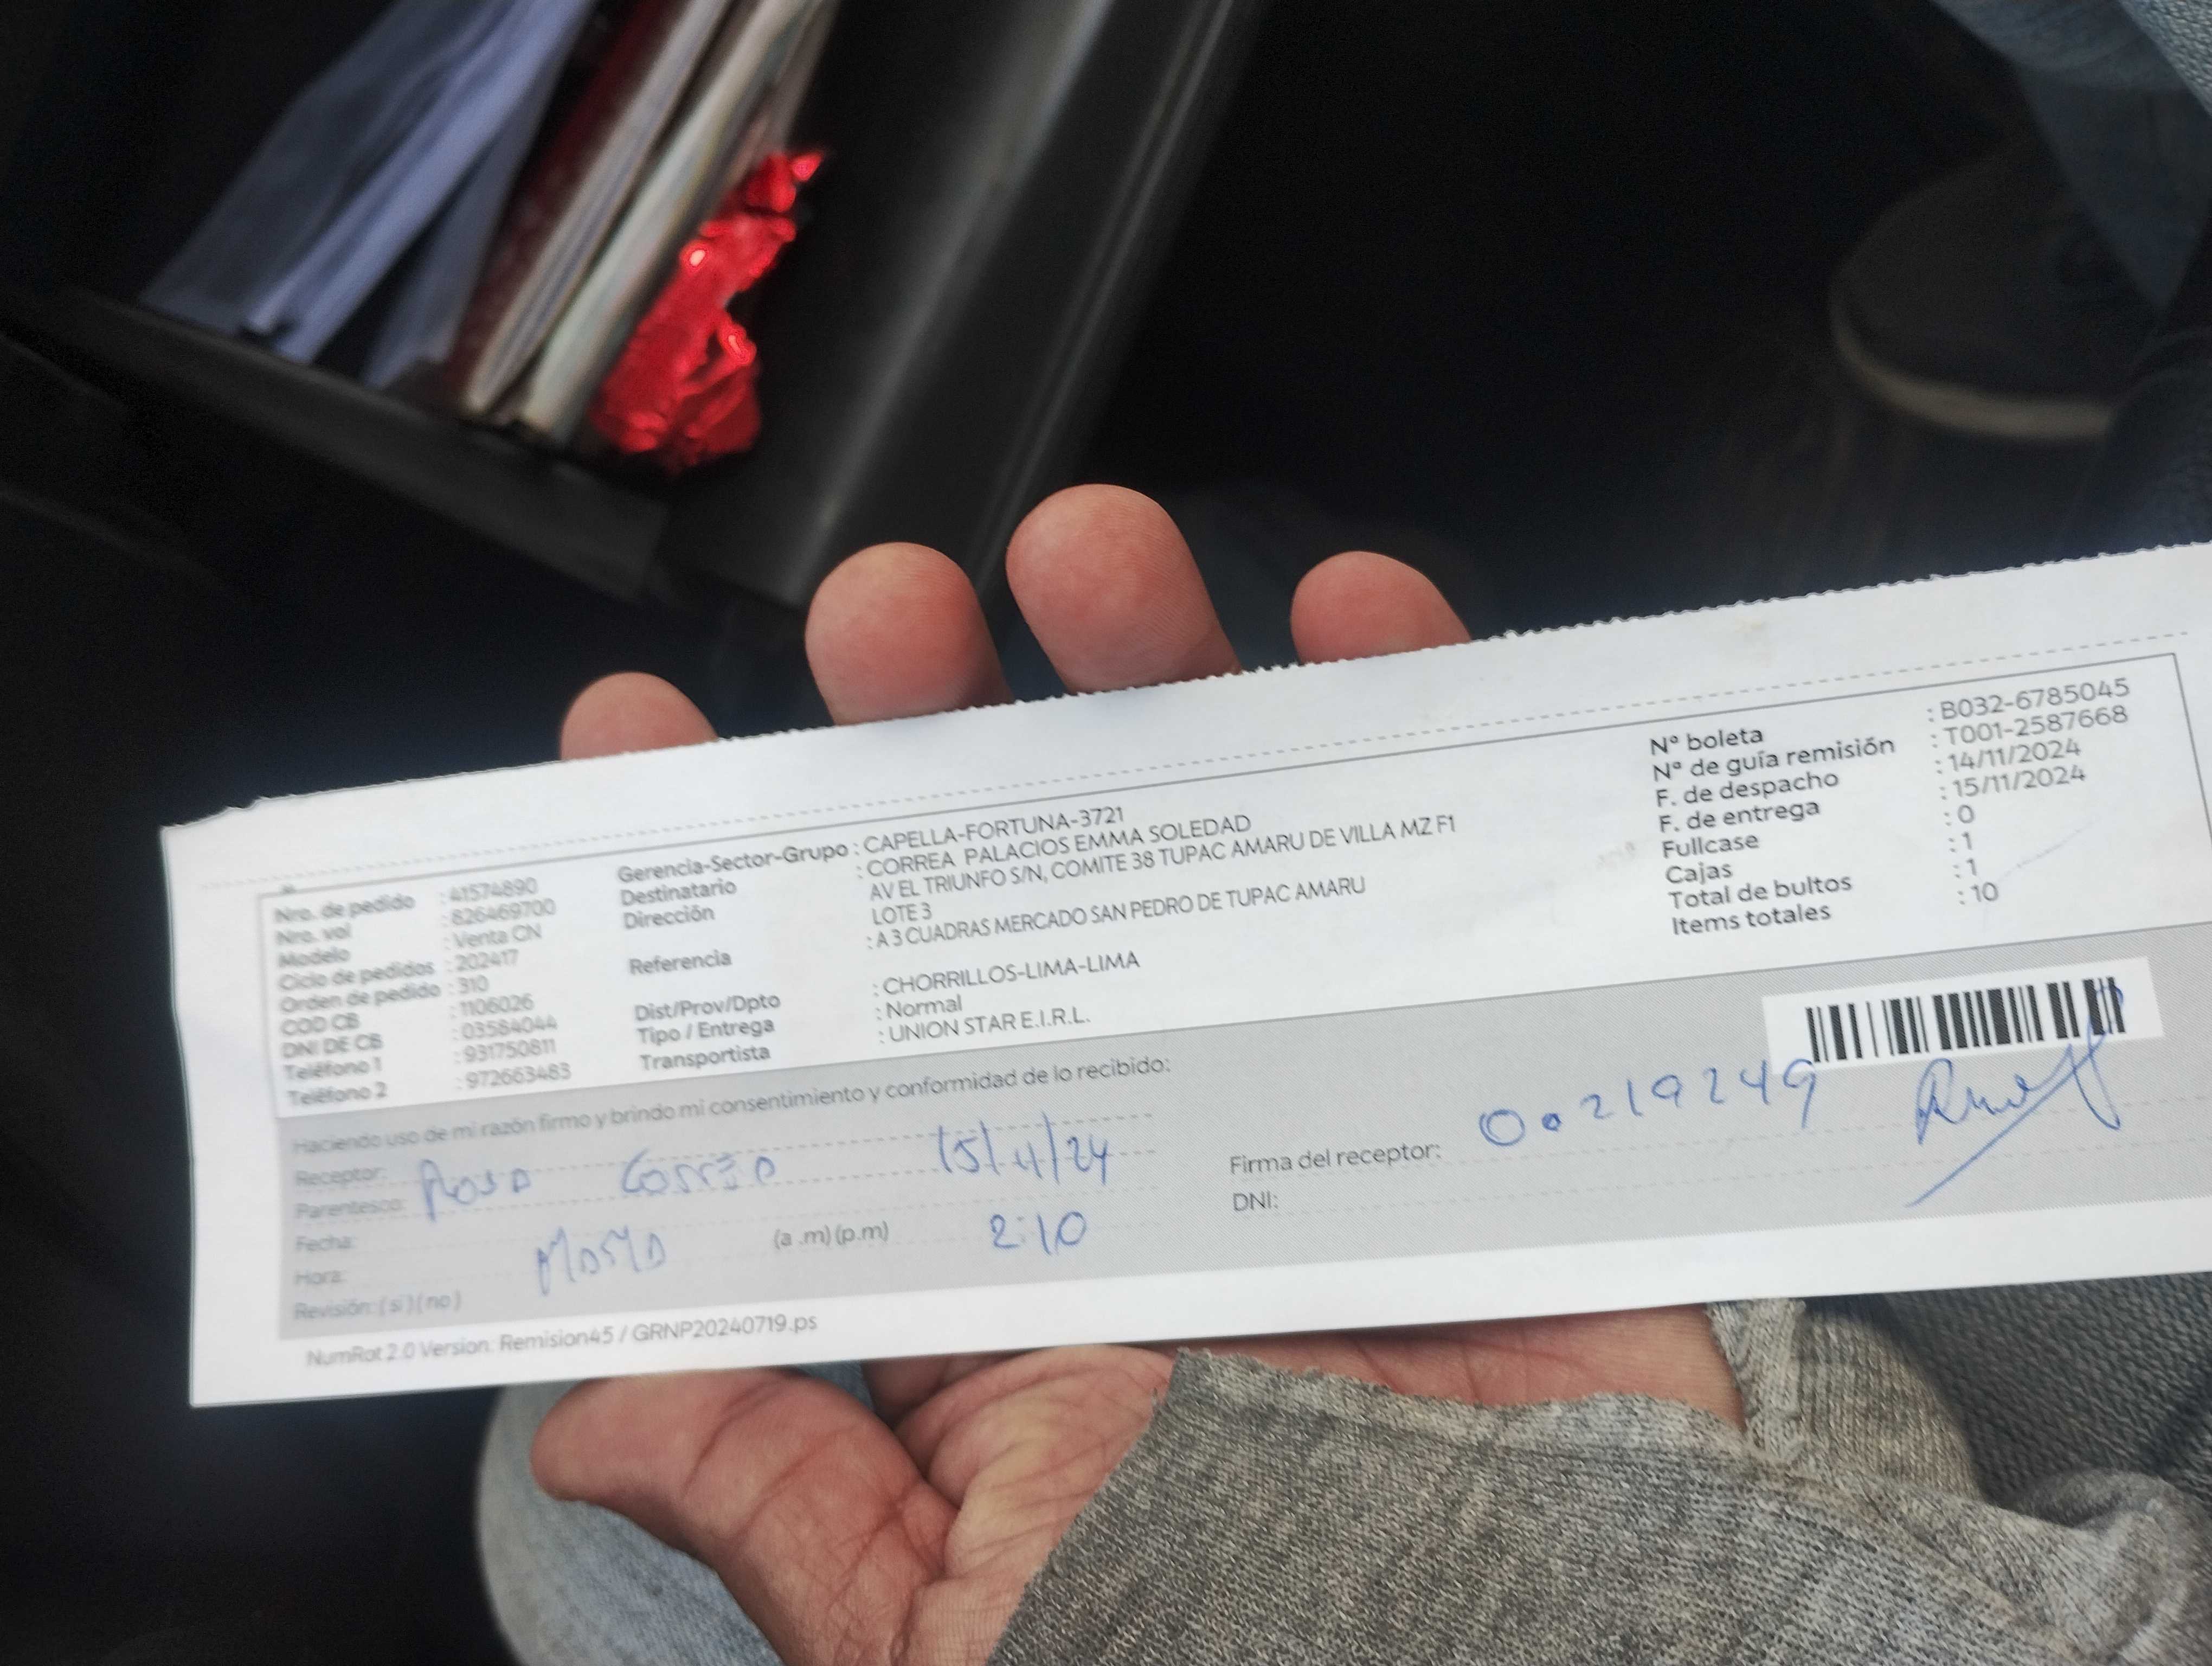 Nro. de pedido : 41574890
Nro. vol : 826469700
Modelo : Venta CN
Ciclo de pedidos : 202417
Orden de pedido : 310
COD CB : 1106026
DNI DE CB : 03584044
Teléfono 1 : 931750811
Teléfono 2 : 972663483
Gerencia-Sector-Grupo : CAPELLA-FORTUNA-3721
Destinatario : CORREA PALACIOS EMMA SOLEDAD
Dirección AV EL TRIUNFO S/N, COMITE 38 TUPAC AMARU DE VILLA MZ F1
LOTE 3
Referencia : A 3 CUADRAS MERCADO SAN PEDRO DE TUPAC AMARU
Dist/Prov/Dpto : CHORRILLOS-LIMA-LIMA
Tipo / Entrega : Normal
Transportista : UNION STAR E.I.R.L.
Nº boleta : B032-6785045
Nº de guía remisión : T001-2587668
F. de despacho : 14/11/2024
F. de entrega : 15/11/2024
Fullcase : 0
Cajas : 1
Total de bultos : 1
Items totales : 10
Haciendo uso de mi razón firmo y brindo mi consentimiento y conformidad de lo recibido:
Receptor: Rosa Correa 15/11/24
Parentesco:
Fecha:
Hora: (a .m) (p.m) 2:10
Revisión: ( si ) ( no )
Firma del receptor: 00219249
DNI:
NumRot 2.0 Version: Remision45 / GRNP20240719.ps